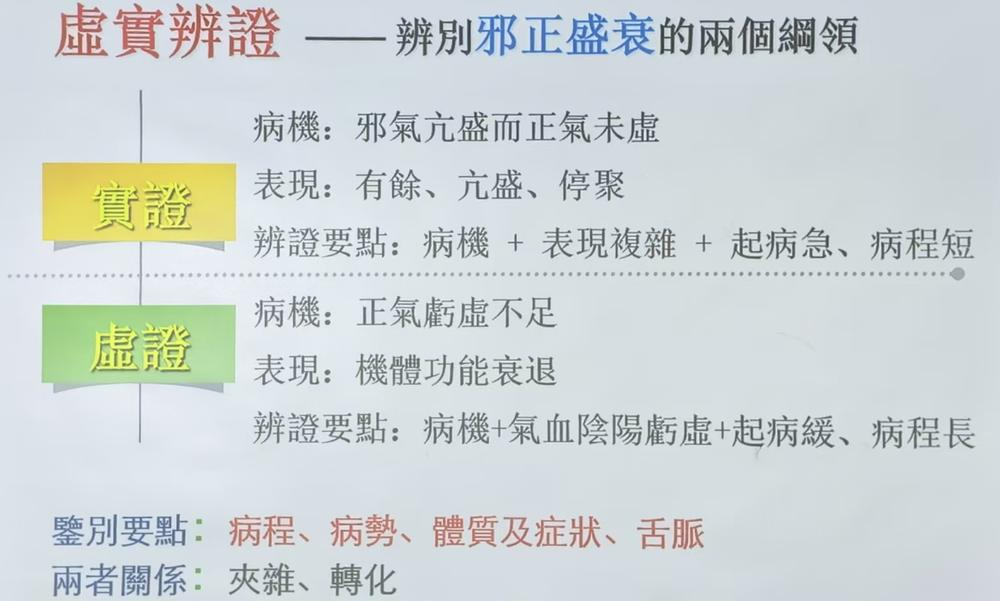 虛實辨證 —— 辨別邪正盛衰的兩個綱領
病機：邪氣亢盛而正氣未虛
實證
表現：有餘、亢盛、停聚
辨證要點：病機 + 表現複雜 + 起病急、病程短
病機：正氣虧虛不足
虛證
表現：機體功能衰退
辨證要點：病機+氣血陰陽虧虛+起病緩、病程長
鑒別要點：病程、病勢、體質及症狀、舌脈
兩者關係：夾雜、轉化